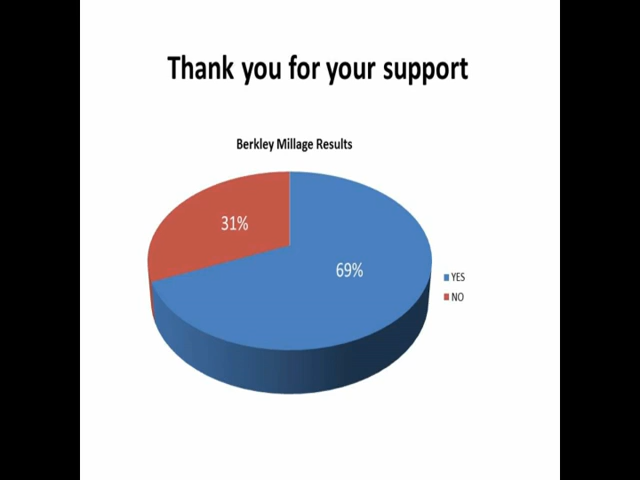 Thank you for your support
Berkley Millage Results
31%
69%
YES
NO